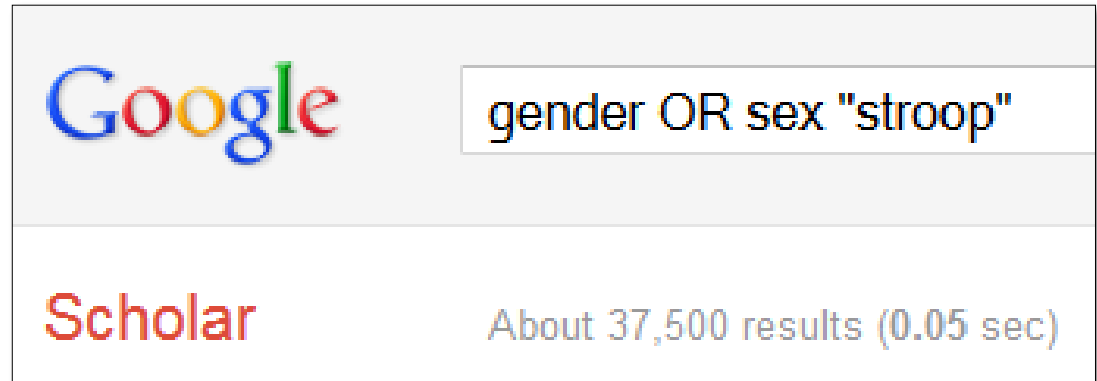 Google
gender OR sex "stroop"
Scholar
About 37,500 results (0.05 sec)